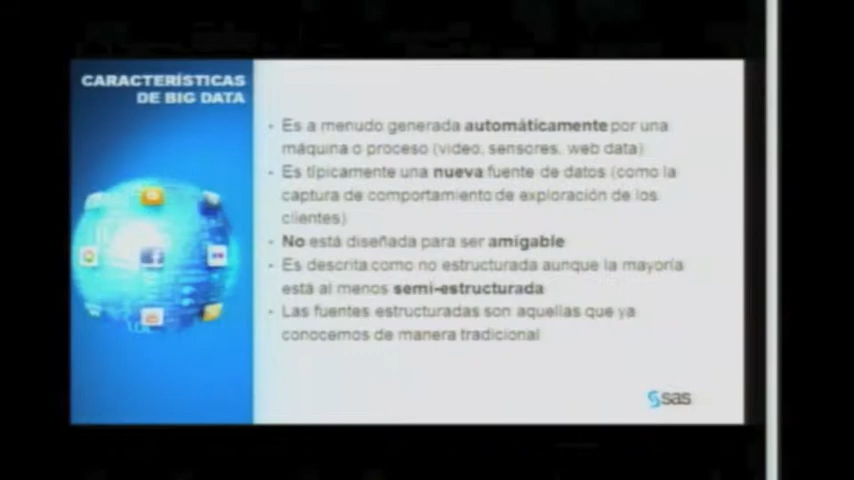 CARACTERÍSTICAS
DE BIG DATA
- Es a menudo generada automáticamente por una
máquina o proceso (video, sensores, web data)
- Es típicamente una nueva fuente de datos (como la
captura de comportamiento de exploración de los
clientes)
- No está diseñada para ser amigable
- Es descrita como no estructurada aunque la mayoría
está al menos semi-estructurada
- Las fuentes estructuradas son aquellas que ya
conocemos de manera tradicional
sas